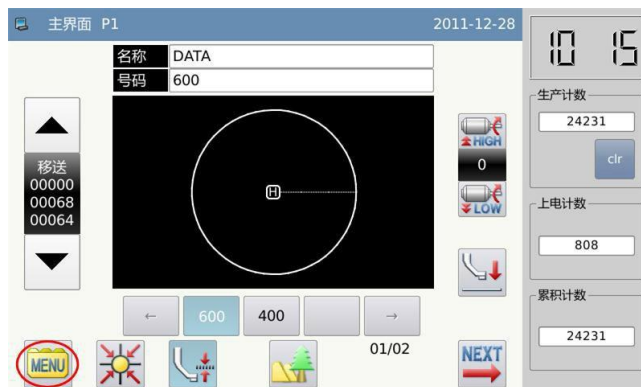 主界面 P1
2011-12-28
名称 DATA
号码 600
移送
00000
00068
00064
H
HIGH
0
LOW
← 600 400 →
01/02
MENU
NEXT
10 15
生产计数
24231
clr
上电计数
808
累积计数
24231